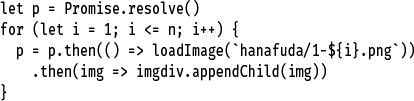 let p = Promise.resolve()
for (let i = 1; i <= n; i++) {
  p = p.then(() => loadImage(`hanafuda/1-${i}.png`))
    .then(img => imgdiv.appendChild(img))
}